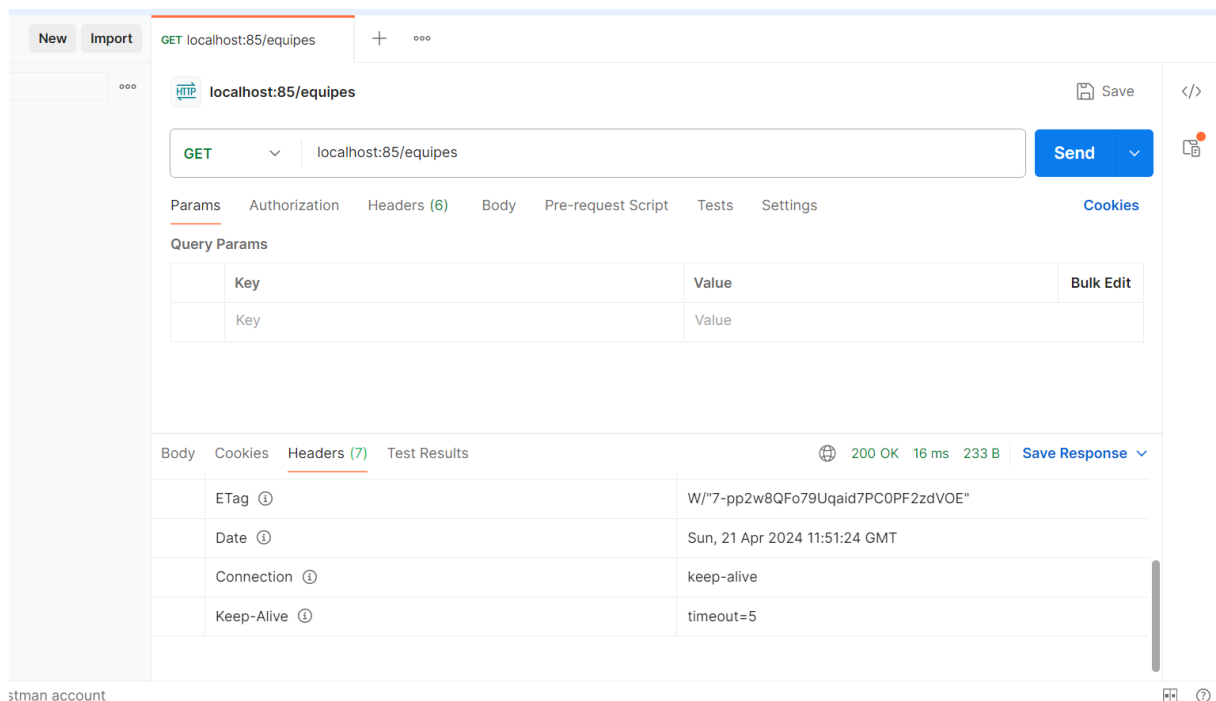 New Import GET localhost:85/equipes
HTTP localhost:85/equipes Save
GET localhost:85/equipes Send
Params Authorization Headers (6) Body Pre-request Script Tests Settings Cookies
Query Params
Key Value Bulk Edit
Key Value
Body Cookies Headers (7) Test Results 200 OK 16 ms 233 B Save Response
ETag W/"7-pp2w8QFo79Uqaid7PC0PF2zdVOE"
Date Sun, 21 Apr 2024 11:51:24 GMT
Connection keep-alive
Keep-Alive timeout=5
stman account